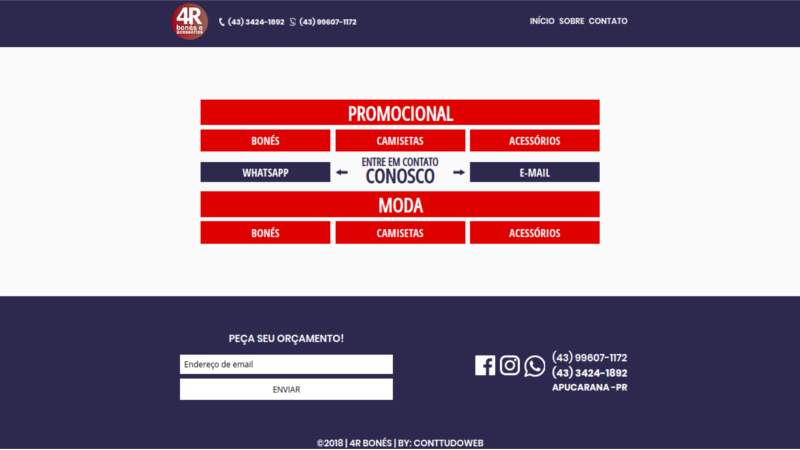 4R
bonés e
acessórios
(43) 3424-1892 (43) 99607-1172
INÍCIO SOBRE CONTATO
PROMOCIONAL
BONÉS CAMISETAS ACESSÓRIOS
WHATSAPP
ENTRE EM CONTATO
CONOSCO
E-MAIL
MODA
BONÉS CAMISETAS ACESSÓRIOS
PEÇA SEU ORÇAMENTO!
Endereço de email
ENVIAR
(43) 99607-1172
(43) 3424-1892
APUCARANA -PR
©2018 | 4R BONÉS | BY: CONTTUDOWEB